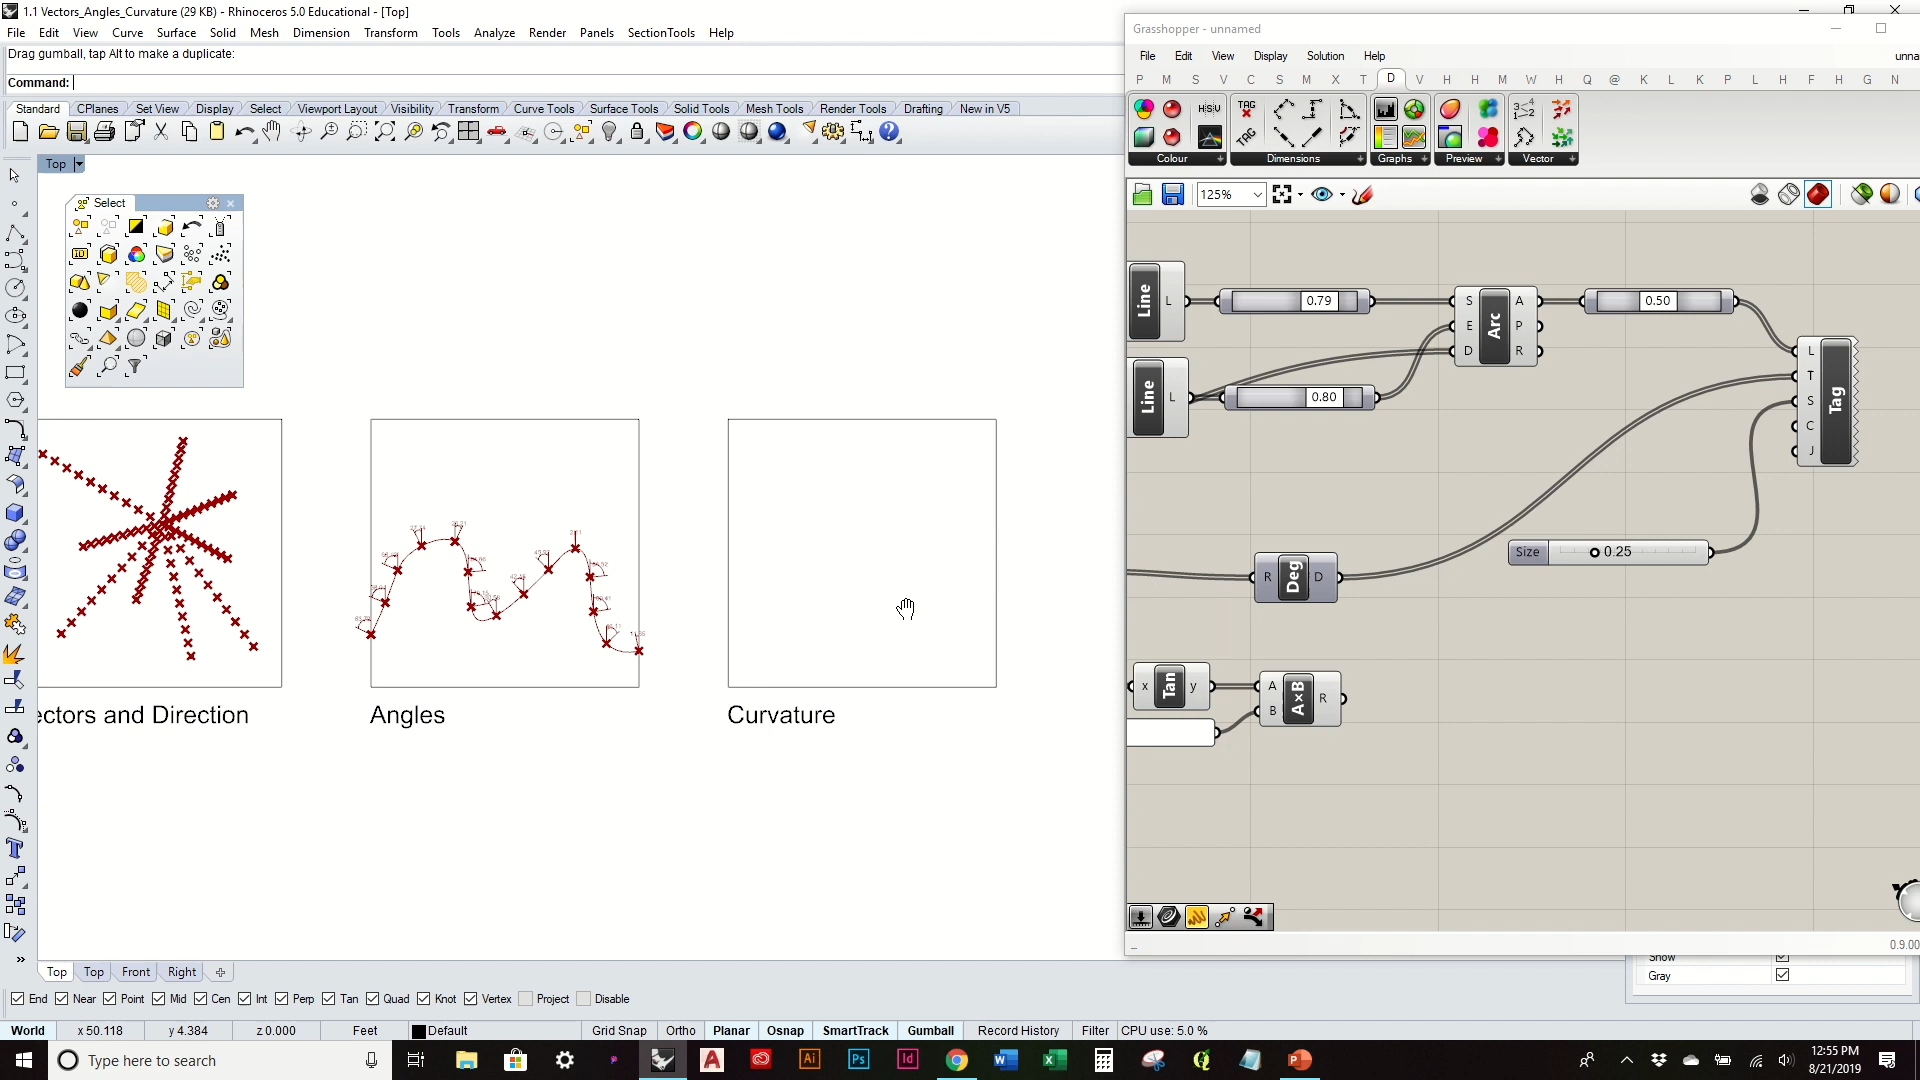 1.1 Vectors_Angles_Curvature (29 KB) - Rhinoceros 5.0 Educational - [Top]
File Edit View Curve Surface Solid Mesh Dimension Transform Tools Analyze Render Panels SectionTools Help
Drag gumball, tap Alt to make a duplicate:
Command:
Standard CPlanes Set View Display Select Viewport Layout Visibility Transform Curve Tools Surface Tools Solid Tools Mesh Tools Render Tools Drafting New in V5
Top
Select
ectors and Direction
Angles
Curvature
Grasshopper - unnamed
File Edit View Display Solution Help
unna
P M S V C S M X T D V H H M W H Q @ K L K P L H F H G N
Colour Dimensions Graphs Preview Vector
125%
Line L
0.79
S E D Arc A P R
0.50
Line L
0.80
L T S C J Tag
Size 0.25
R Deg D
x Tan y
A B A×B R
0.9.00
Show
Gray
Top Top Front Right
End Near Point Mid Cen Int Perp Tan Quad Knot Vertex Project Disable
World x 50.118 y 4.384 z 0.000 Feet Default Grid Snap Ortho Planar Osnap SmartTrack Gumball Record History Filter CPU use: 5.0 %
Type here to search
12:55 PM
8/21/2019